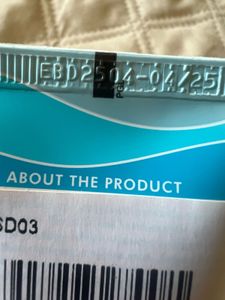 EBD2504-04/25
ABOUT THE PRODUCT
SD03